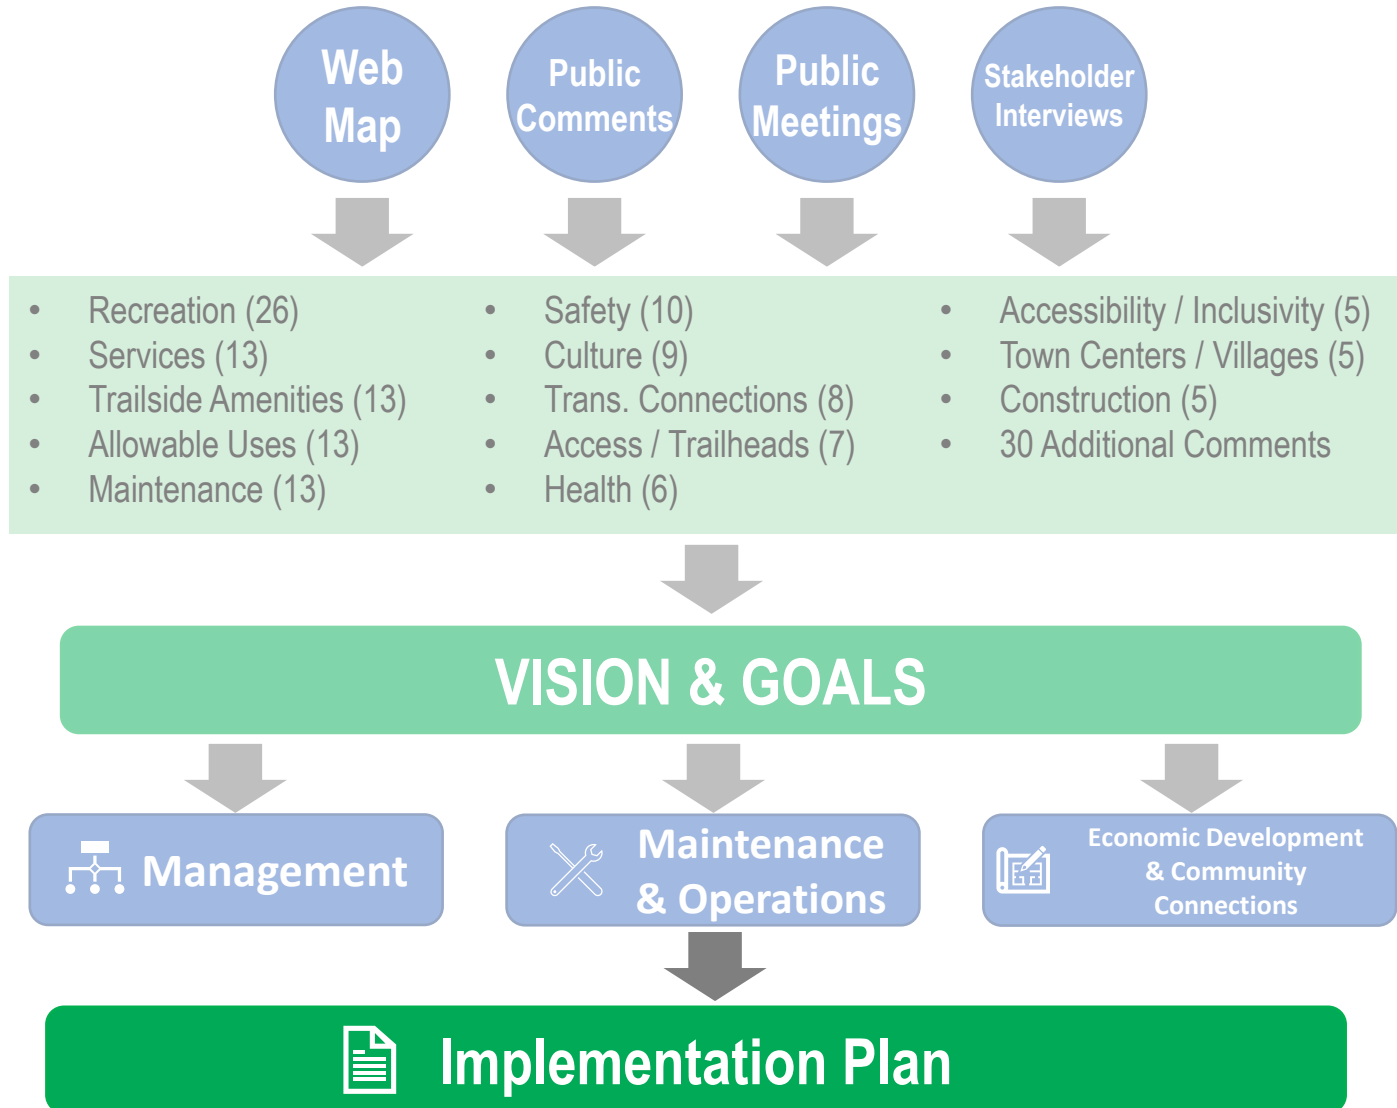 Web
Map
Public
Comments
Public
Meetings
Stakeholder
Interviews
• Recreation (26)
• Services (13)
• Trailside Amenities (13)
• Allowable Uses (13)
• Maintenance (13)
• Safety (10)
• Culture (9)
• Trans. Connections (8)
• Access / Trailheads (7)
• Health (6)
• Accessibility / Inclusivity (5)
• Town Centers / Villages (5)
• Construction (5)
• 30 Additional Comments
VISION & GOALS
Management
Maintenance
& Operations
Economic Development
& Community
Connections
Implementation Plan